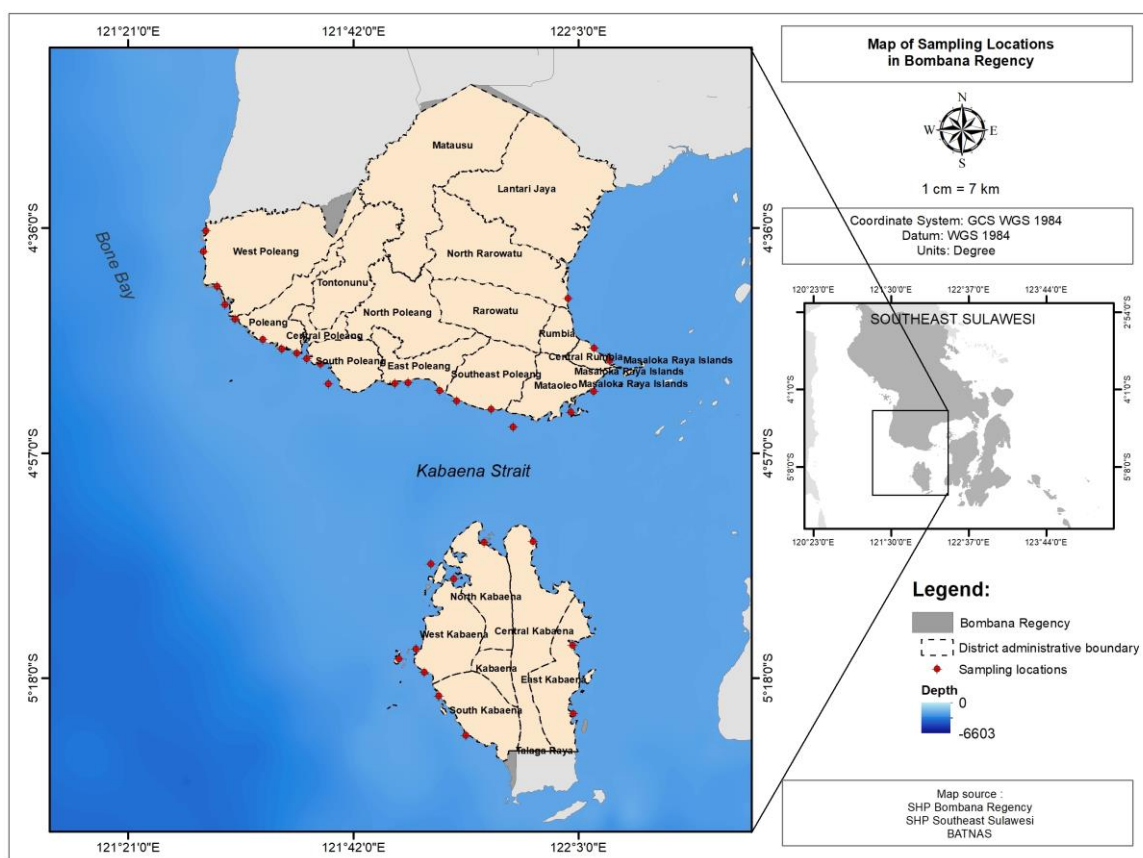 121°21'0"E 121°42'0"E 122°3'0"E
Map of Sampling Locations
in Bombana Regency
N
W E
S
1 cm = 7 km
Coordinate System: GCS WGS 1984
Datum: WGS 1984
Units: Degree
4°36'0"S
4°57'0"S
5°18'0"S
Bone Bay
Matausu
Lantari Jaya
West Poleang
North Rarowatu
Tontonunu
North Poleang
Rarowatu
Poleang
Rumbia
Central Poleang
Central Rumbia
Masaloka Raya Islands
South Poleang
East Poleang
Masaloka Raya Islands
Southeast Poleang
Mataoleo
Masaloka Raya Islands
Kabaena Strait
North Kabaena
West Kabaena
Central Kabaena
Kabaena
East Kabaena
South Kabaena
Talaga Raya
4°36'0"S
4°57'0"S
5°18'0"S
121°21'0"E 121°42'0"E 122°3'0"E
120°23'0"E 121°30'0"E 122°37'0"E 123°44'0"E
SOUTHEAST SULAWESI
4°1'0"S
5°8'0"S
2°54'0"S
4°1'0"S
5°8'0"S
120°23'0"E 121°30'0"E 122°37'0"E 123°44'0"E
Legend:
Bombana Regency
District administrative boundary
Sampling locations
Depth
0
-6603
Map source :
SHP Bombana Regency
SHP Southeast Sulawesi
BATNAS